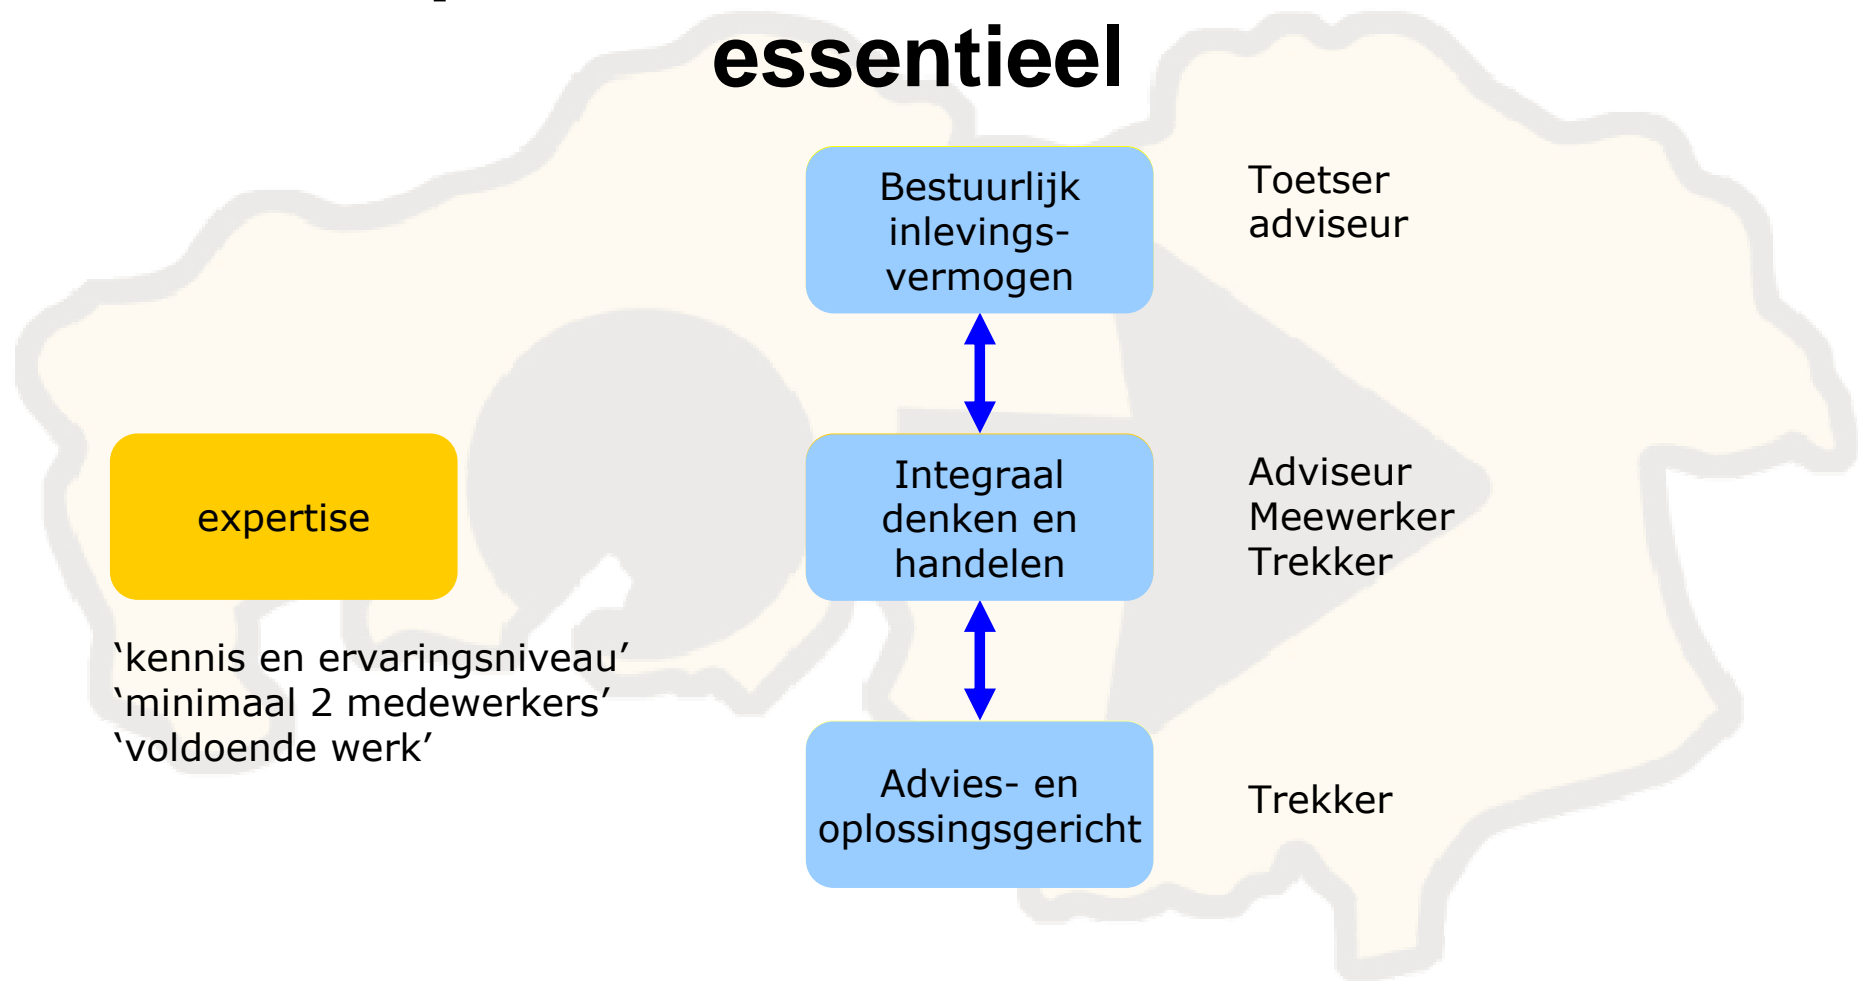 essentieel
Bestuurlijk
inlevings-
vermogen
Toetser
adviseur
expertise
Integraal
denken en
handelen
Adviseur
Meewerker
Trekker
‘kennis en ervaringsniveau’
‘minimaal 2 medewerkers’
‘voldoende werk’
Advies- en
oplossingsgericht
Trekker